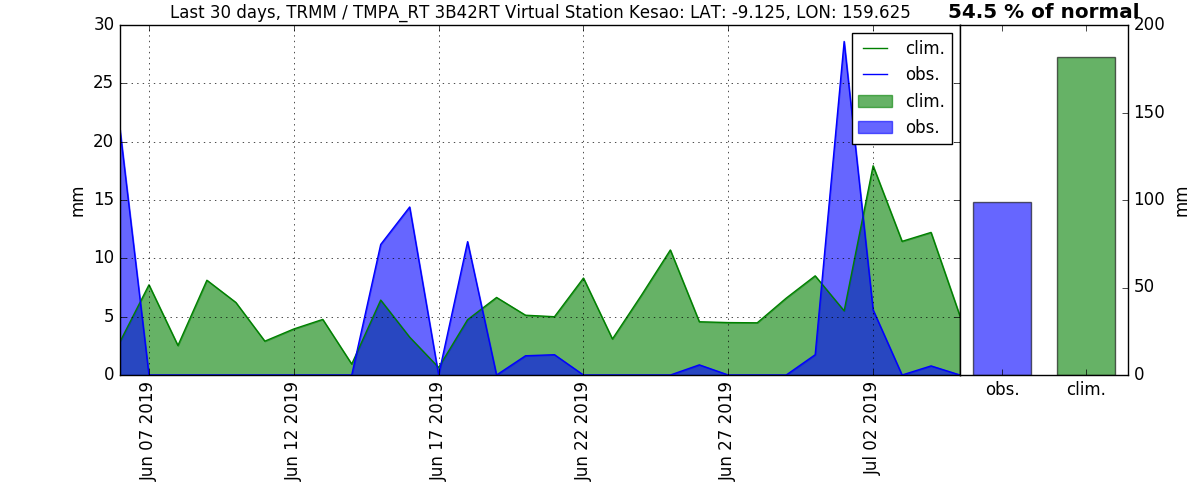 Last 30 days, TRMM / TMPA_RT 3B42RT Virtual Station Kesao: LAT: -9.125, LON: 159.625
54.5 % of normal
30
25
20
15
10
5
0
mm
clim.
obs.
clim.
obs.
200
150
100
50
0
mm
obs.
clim.
Jun 07 2019
Jun 12 2019
Jun 17 2019
Jun 22 2019
Jun 27 2019
Jul 02 2019